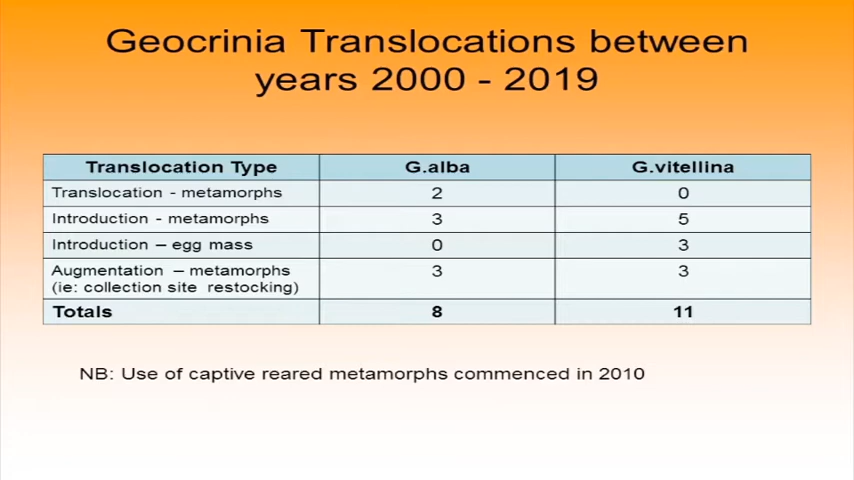 Geocrinia Translocations between
years 2000 - 2019
Translocation Type G.alba G.vitellina
Translocation - metamorphs 2 0
Introduction - metamorphs 3 5
Introduction – egg mass 0 3
Augmentation – metamorphs 3 3
(ie: collection site restocking)
Totals 8 11
NB: Use of captive reared metamorphs commenced in 2010